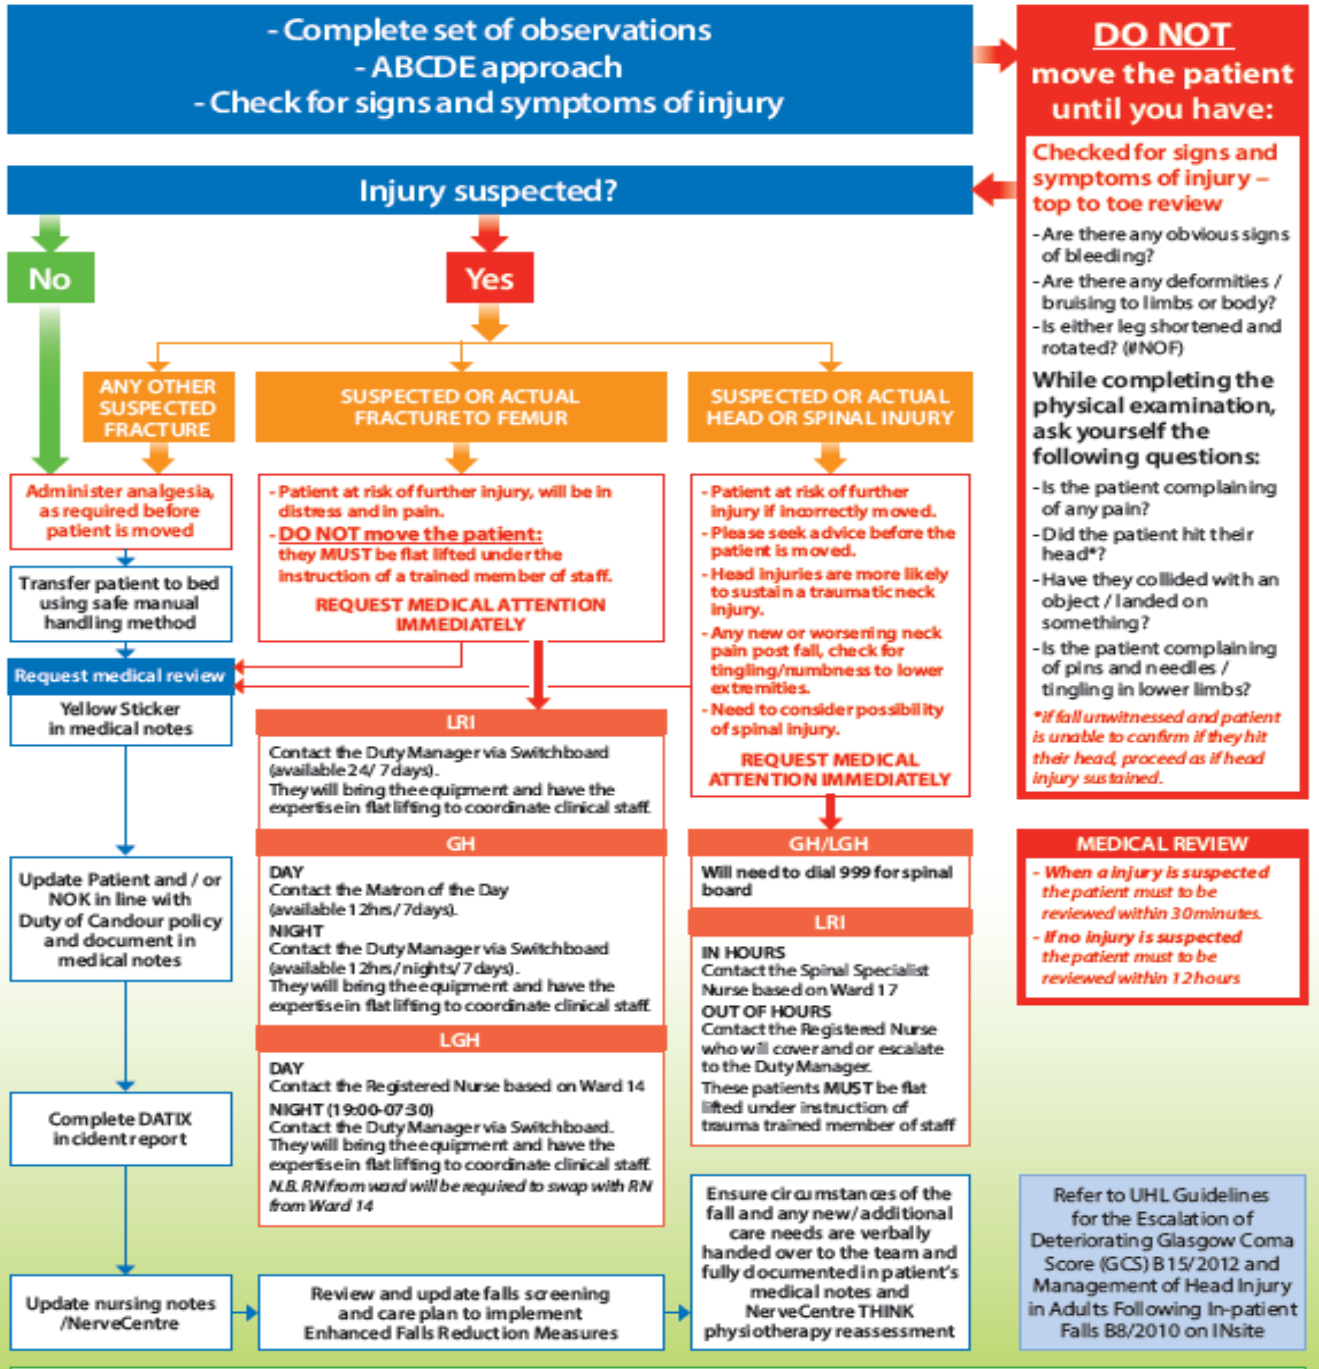 - Complete set of observations
- ABCDE approach
- Check for signs and symptoms of injury
DO NOT
move the patient
until you have:
Checked for signs and
symptoms of injury –
top to toe review
- Are there any obvious signs
of bleeding?
- Are there any deformities /
bruising to limbs or body?
- Is either leg shortened and
rotated? (#NOF)
While completing the
physical examination,
ask yourself the
following questions:
- Is the patient complaining
of any pain?
- Did the patient hit their
head*?
- Have they collided with an
object / landed on
something?
- Is the patient complaining
of pins and needles /
tingling in lower limbs?
*if fall unwitnessed and patient
is unable to confirm if they hit
their head, proceed as if head
injury sustained.
Injury suspected?
No
Yes
ANY OTHER
SUSPECTED
FRACTURE
SUSPECTED OR ACTUAL
FRACTURE TO FEMUR
SUSPECTED OR ACTUAL
HEAD OR SPINAL INJURY
Administer analgesia,
as required before
patient is moved
Transfer patient to bed
using safe manual
handling method
Request medical review
Yellow Sticker
in medical notes
Update Patient and / or
NOK in line with
Duty of Candour policy
and document in
medical notes
Complete DATIX
incident report
Update nursing notes
/NerveCentre
- Patient at risk of further injury, will be in
distress and in pain.
- DO NOT move the patient:
they MUST be flat lifted under the
instruction of a trained member of staff.
REQUEST MEDICAL ATTENTION
IMMEDIATELY
LRI
Contact the Duty Manager via Switchboard
(available 24/ 7 days).
They will bring the equipment and have the
expertise in flat lifting to coordinate clinical staff.
GH
DAY
Contact the Matron of the Day
(available 12hrs/7days).
NIGHT
Contact the Duty Manager via Switchboard
(available 12hrs/nights/7days).
They will bring the equipment and have the
expertise in flat lifting to coordinate clinical staff.
LGH
DAY
Contact the Registered Nurse based on Ward 14
NIGHT (19:00-07:30)
Contact the Duty Manager via Switchboard.
They will bring the equipment and have the
expertise in flat lifting to coordinate clinical staff.
N.B. RN from ward will be required to swap with RN
from Ward 14
Review and update falls screening
and care plan to implement
Enhanced Falls Reduction Measures
- Patient at risk of further
injury if incorrectly moved.
- Please seek advice before the
patient is moved.
- Head injuries are more likely
to sustain a traumatic neck
injury.
- Any new or worsening neck
pain post fall, check for
tingling/numbness to lower
extremities.
- Need to consider possibility
of spinal injury.
REQUEST MEDICAL
ATTENTION IMMEDIATELY
GH/LGH
Will need to dial 999 for spinal
board
LRI
IN HOURS
Contact the Spinal Specialist
Nurse based on Ward 17
OUT OF HOURS
Contact the Registered Nurse
who will cover and or escalate
to the Duty Manager.
These patients MUST be flat
lifted under instruction of
trauma trained member of staff
Ensure circumstances of the
fall and any new/additional
care needs are verbally
handed over to the team and
fully documented in patient's
medical notes and
NerveCentre THINK
physiotherapy reassessment
MEDICAL REVIEW
- When a injury is suspected
the patient must to be
reviewed within 30 minutes.
- If no injury is suspected
the patient must to be
reviewed within 12 hours
Refer to UHL Guidelines
for the Escalation of
Deteriorating Glasgow Coma
Score (GCS) B15/2012 and
Management of Head Injury
in Adults Following In-patient
Falls B8/2010 on INsite